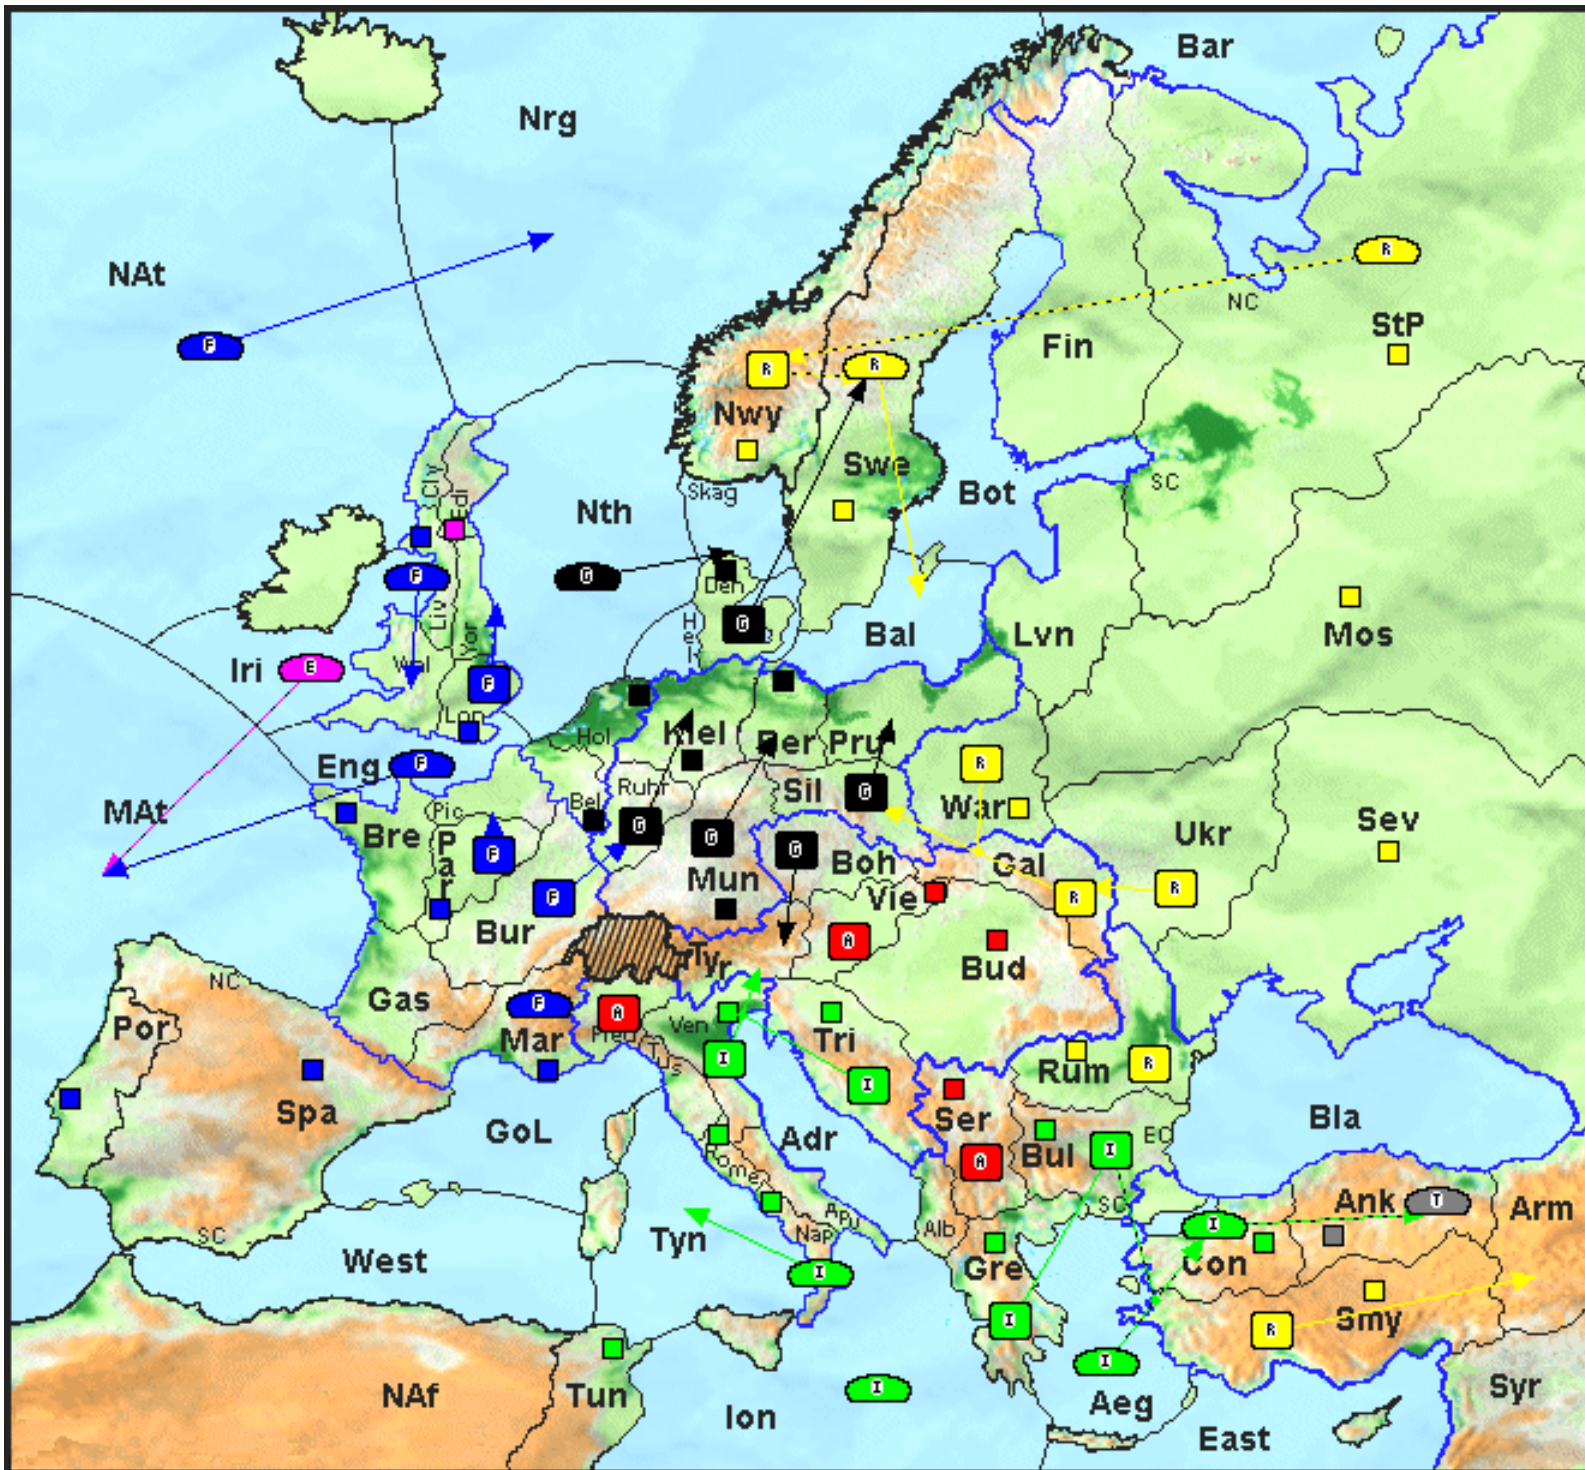 Bar
Nrg
R
NAt
NC
StP
F
Fin
R
R
Nwy
Swe
Cly
Edi
Skag
Bot
SC
Nth
F
G
Den
Mos
G
Bal
Lvn
Hel
Liv
Yor
Iri
E
Wal
F
Lon
Hol
Kiel
Ber
Pru
Eng
F
R
Ruhr
Sil
G
War
MAt
Pic
Bel
Bre
Par
G
G
G
Ukr
Sev
F
Boh
Gal
Mun
Vie
R
R
F
Bur
A
Bud
Tyr
NC
Gas
F
A
Por
Mar
Pied
Ven
Tri
I
Rum
R
Tus
I
Spa
GoL
Ser
Bla
Adr
A
Bul
I
EC
Rome
SC
Ank
T
Arm
SC
Tyn
Apu
Nap
Alb
I
West
I
Gre
Con
I
R
Smy
I
NAf
Tun
I
Ion
Aeg
Syr
East